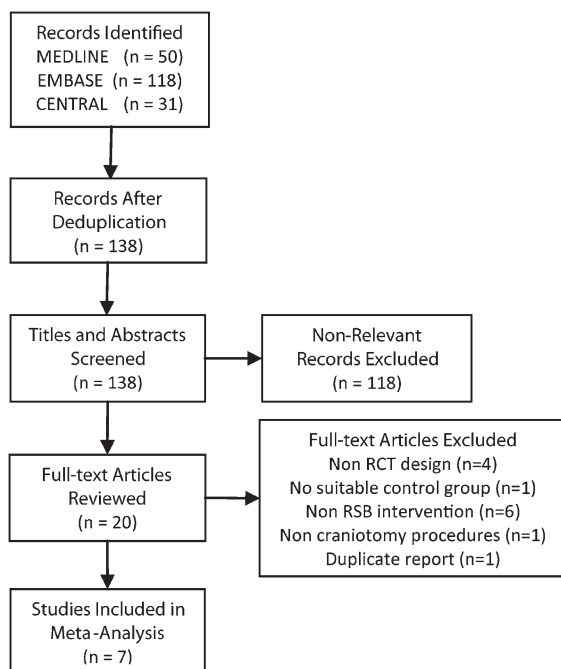 Records Identified
MEDLINE (n = 50)
EMBASE (n = 118)
CENTRAL (n = 31)
Records After
Deduplication
(n = 138)
Titles and Abstracts
Screened
(n = 138)
Non-Relevant
Records Excluded
(n = 118)
Full-text Articles
Reviewed
(n = 20)
Full-text Articles Excluded
Non RCT design (n=4)
No suitable control group (n=1)
Non RSB intervention (n=6)
Non craniotomy procedures (n=1)
Duplicate report (n=1)
Studies Included in
Meta-Analysis
(n = 7)